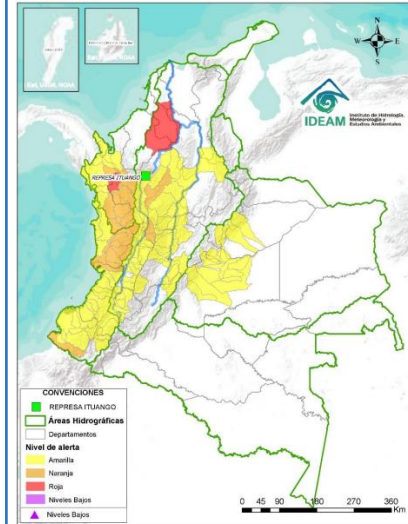 N
W
E
S
IDEAM
Instituto de Hidrología,
Meteorología y
Estudios Ambientales
REPRESA ITUANGO
CONVENCIONES
REPRESA ITUANGO
Áreas Hidrográficas
Departamentos
Nivel de alerta
Amarilla
Naranja
Roja
Niveles Bajos
Niveles Bajos
0 45 90 180 270 360
Km